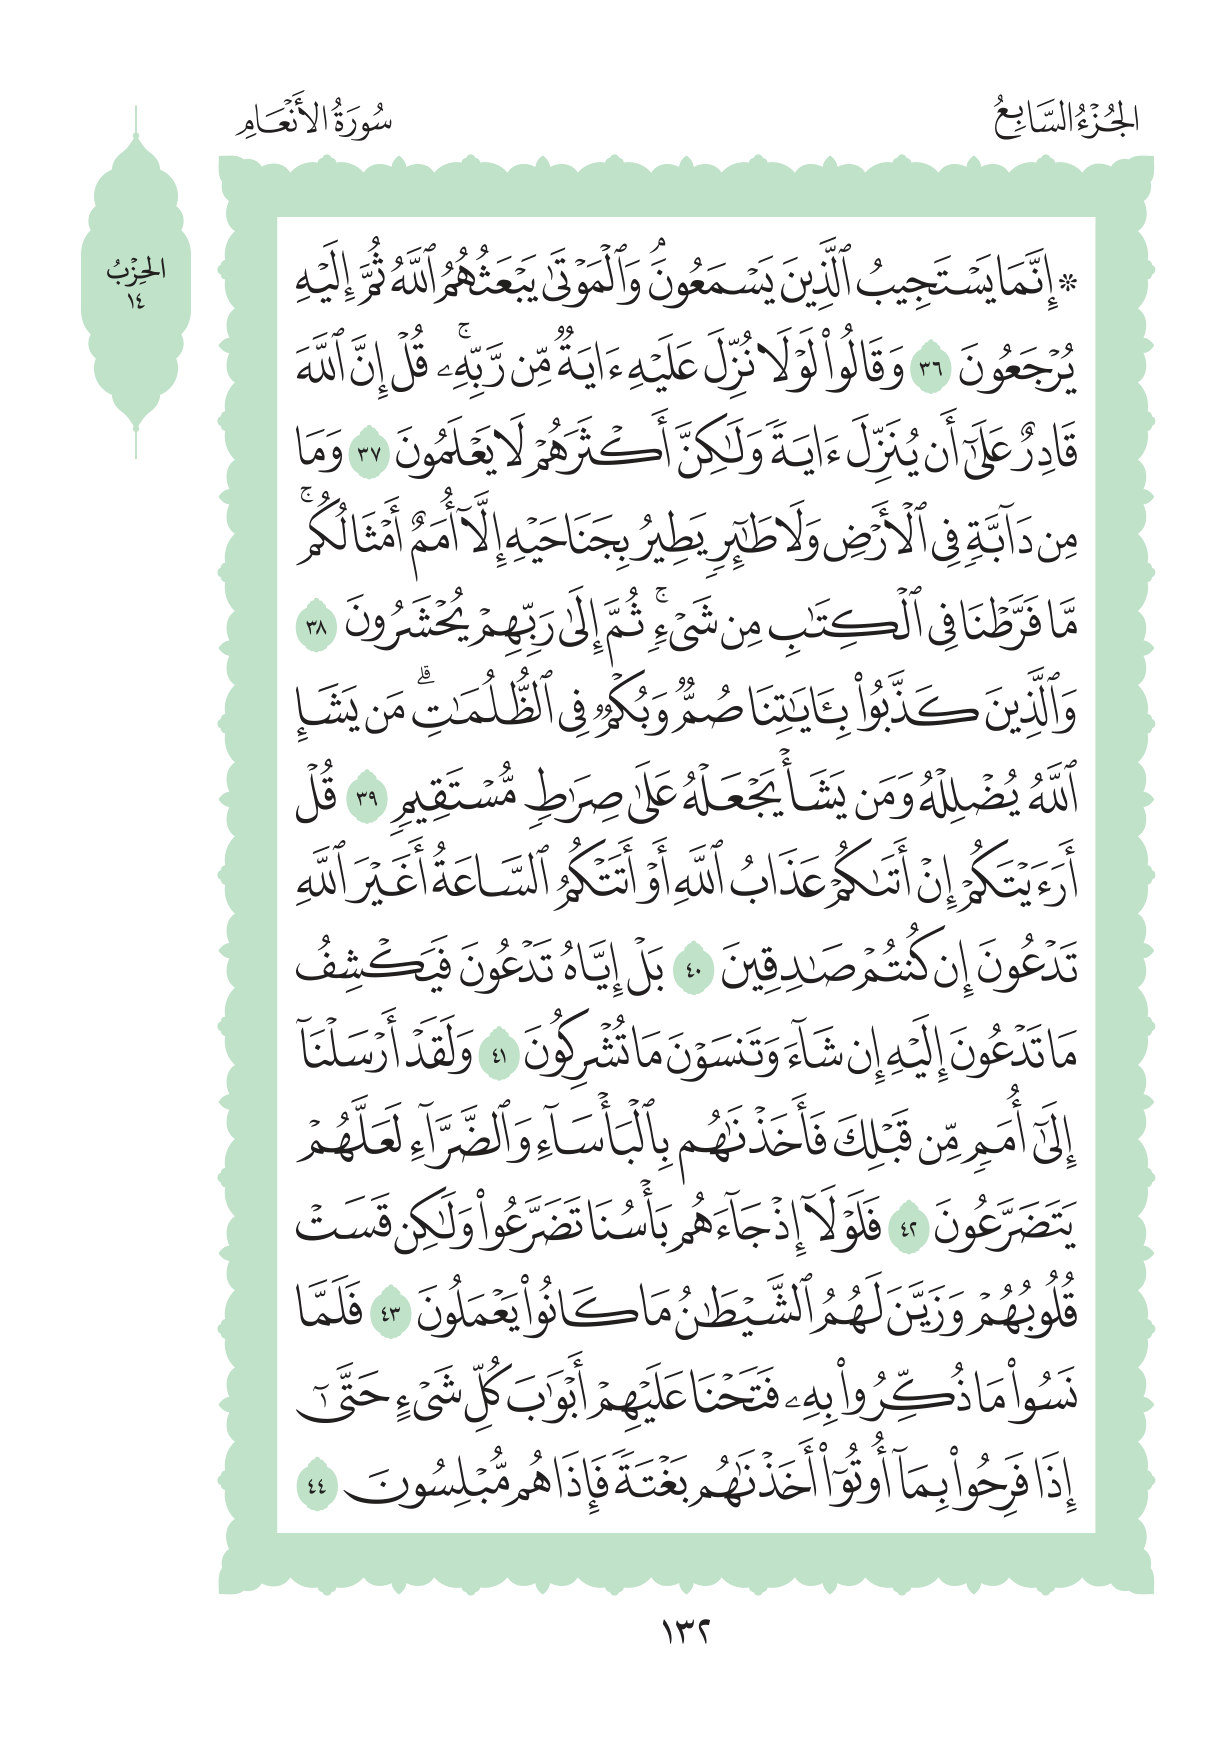 الجُزْءُ السَّابِعُ
سُورَةُ الأَنْعَامِ
الحِزْبُ
١٤
۞ إِنَّمَا يَسْتَجِيبُ ٱلَّذِينَ يَسْمَعُونَۘ وَٱلْمَوْتَىٰ يَبْعَثُهُمُ ٱللَّهُ ثُمَّ إِلَيْهِ
يُرْجَعُونَ ٣٦ وَقَالُوا۟ لَوْلَا نُزِّلَ عَلَيْهِ ءَايَةٌ مِّن رَّبِّهِۦۚ قُلْ إِنَّ ٱللَّهَ
قَادِرٌ عَلَىٰٓ أَن يُنَزِّلَ ءَايَةً وَلَـٰكِنَّ أَكْثَرَهُمْ لَا يَعْلَمُونَ ٣٧ وَمَا
مِن دَآبَّةٍ فِى ٱلْأَرْضِ وَلَا طَـٰٓئِرٍ يَطِيرُ بِجَنَاحَيْهِ إِلَّآ أُمَمٌ أَمْثَالُكُمۚ
مَّا فَرَّطْنَا فِى ٱلْكِتَـٰبِ مِن شَىْءٍۚ ثُمَّ إِلَىٰ رَبِّهِمْ يُحْشَرُونَ ٣٨
وَٱلَّذِينَ كَذَّبُوا۟ بِـَٔايَـٰتِنَا صُمٌّ وَبُكْمٌ فِى ٱلظُّلُمَـٰتِۗ مَن يَشَإِ
ٱللَّهُ يُضْلِلْهُ وَمَن يَشَأْ يَجْعَلْهُ عَلَىٰ صِرَٰطٍ مُّسْتَقِيمٍ ٣٩ قُلْ
أَرَءَيْتَكُمْ إِنْ أَتَىٰكُمْ عَذَابُ ٱللَّهِ أَوْ أَتَتْكُمُ ٱلسَّاعَةُ أَغَيْرَ ٱللَّهِ
تَدْعُونَ إِن كُنتُمْ صَـٰدِقِينَ ٤٠ بَلْ إِيَّاهُ تَدْعُونَ فَيَكْشِفُ
مَا تَدْعُونَ إِلَيْهِ إِن شَآءَ وَتَنسَوْنَ مَا تُشْرِكُونَ ٤١ وَلَقَدْ أَرْسَلْنَآ
إِلَىٰٓ أُمَمٍ مِّن قَبْلِكَ فَأَخَذْنَـٰهُم بِٱلْبَأْسَآءِ وَٱلضَّرَّآءِ لَعَلَّهُمْ
يَتَضَرَّعُونَ ٤٢ فَلَوْلَآ إِذْ جَآءَهُم بَأْسُنَا تَضَرَّعُوا۟ وَلَـٰكِن قَسَتْ
قُلُوبُهُمْ وَزَيَّنَ لَهُمُ ٱلشَّيْطَـٰنُ مَا كَانُوا۟ يَعْمَلُونَ ٤٣ فَلَمَّا
نَسُوا۟ مَا ذُكِّرُوا۟ بِهِۦ فَتَحْنَا عَلَيْهِمْ أَبْوَٰبَ كُلِّ شَىْءٍ حَتَّىٰٓ
إِذَا فَرِحُوا۟ بِمَآ أُوتُوٓا۟ أَخَذْنَـٰهُم بَغْتَةً فَإِذَا هُم مُّبْلِسُونَ ٤٤
١٣٢